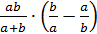 ab/(a+b) · (b/a − a/b)